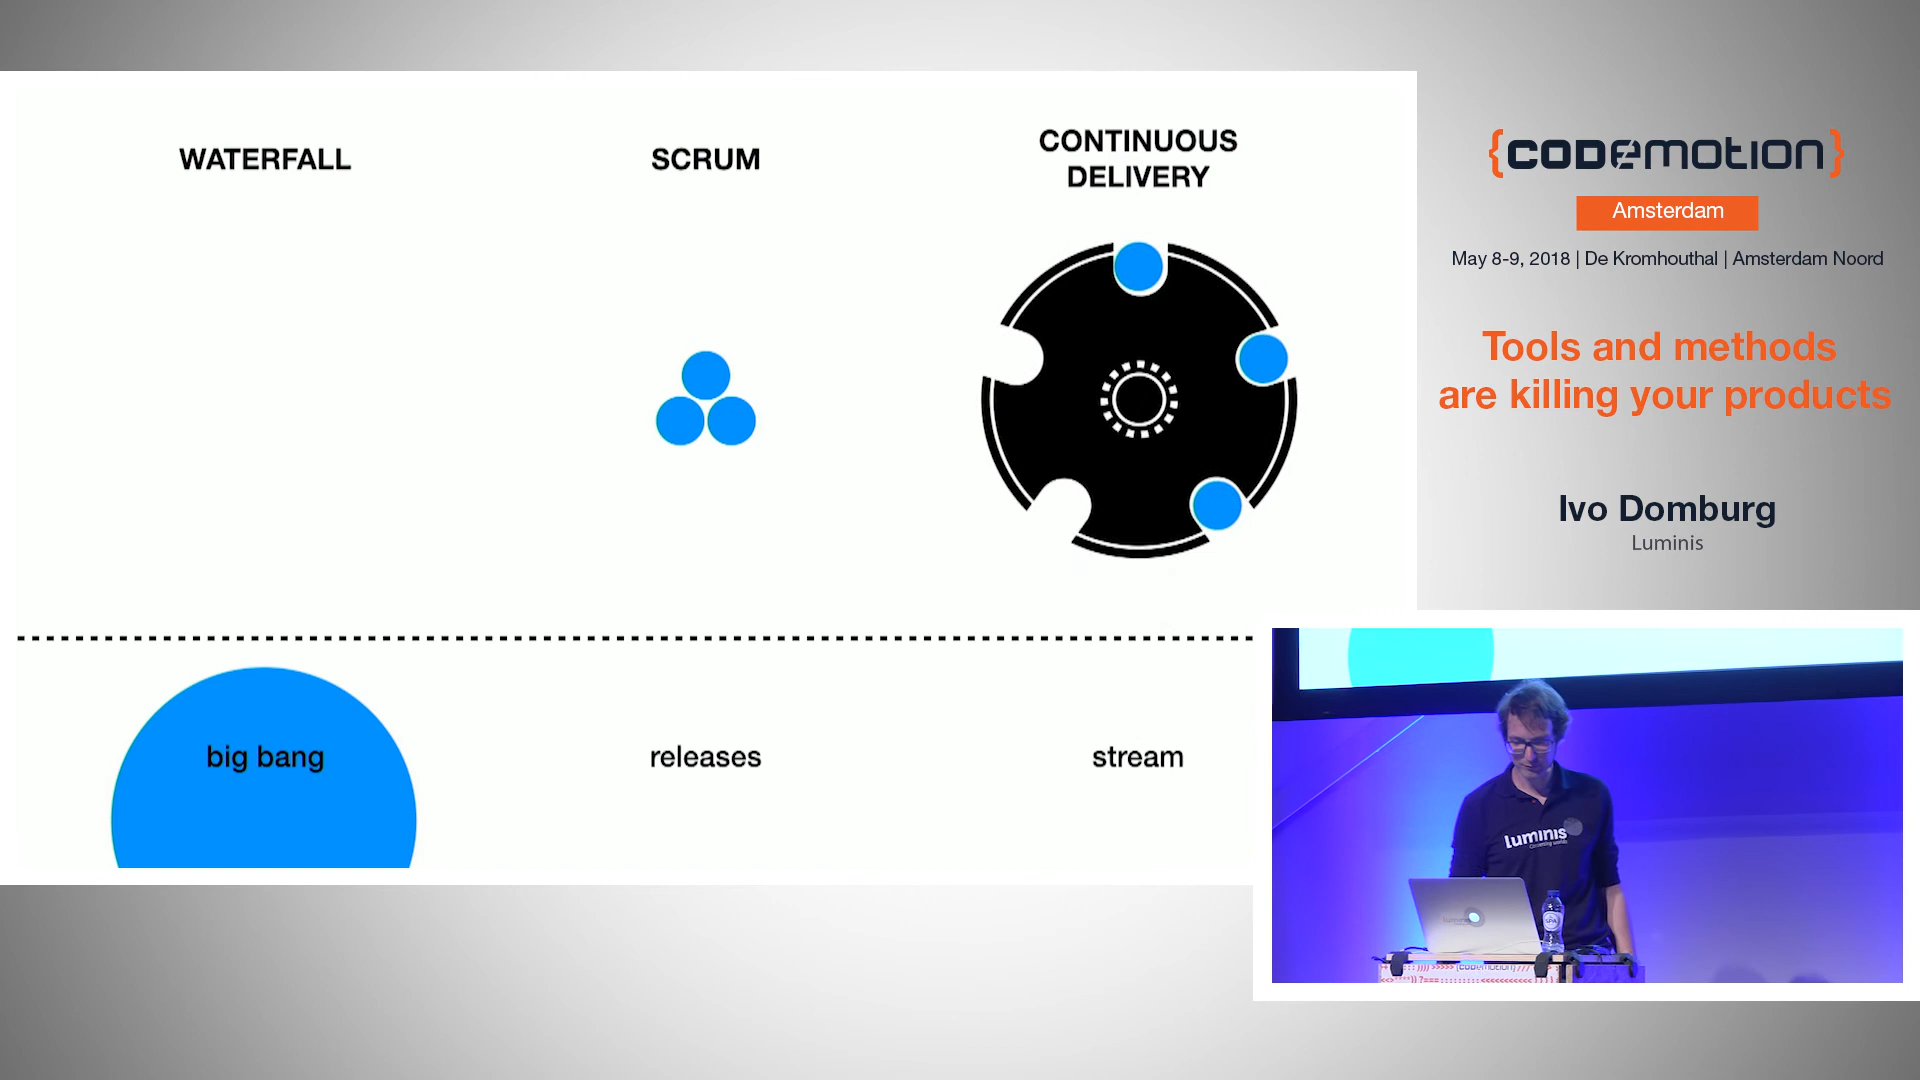 WATERFALL
SCRUM
CONTINUOUS
DELIVERY
big bang
releases
stream
{CODEMOTION}
Amsterdam
May 8-9, 2018 | De Kromhouthal | Amsterdam Noord
Tools and methods
are killing your products
Ivo Domburg
Luminis
Luminis